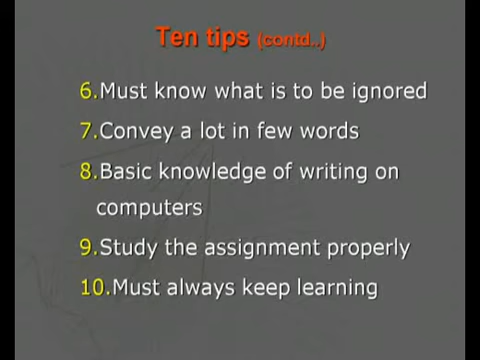 Ten tips (contd..)
6.Must know what is to be ignored
7.Convey a lot in few words
8.Basic knowledge of writing on
computers
9.Study the assignment properly
10.Must always keep learning